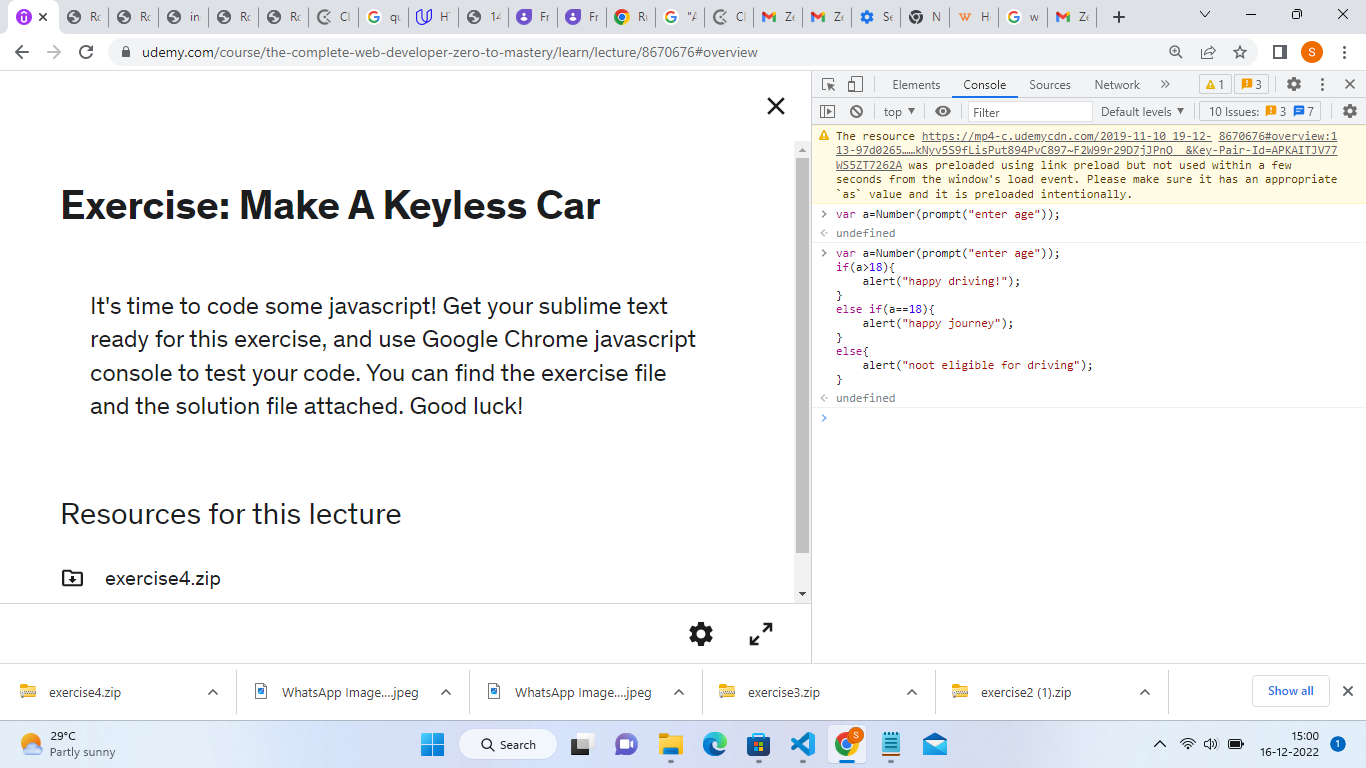 Ro
Ro
in
Ro
Ro
Cl
qu
HT
14
Fr
Fr
Ru
"A
Cl
Ze
Ze
Se
N
H
w
Ze
udemy.com/course/the-complete-web-developer-zero-to-mastery/learn/lecture/8670676#overview
S
Exercise: Make A Keyless Car
It's time to code some javascript! Get your sublime text
ready for this exercise, and use Google Chrome javascript
console to test your code. You can find the exercise file
and the solution file attached. Good luck!
Resources for this lecture
exercise4.zip
Elements Console Sources Network » 1 3
top Filter Default levels 10 Issues: 3 7
The resource https://mp4-c.udemycdn.com/2019-11-10_19-12- 8670676#overview:1
13-97d0265……kNyv5S9fLisPut894PvC897~F2W99r29D7jJPnQ__&Key-Pair-Id=APKAITJV77
WS5ZT7262A was preloaded using link preload but not used within a few
seconds from the window's load event. Please make sure it has an appropriate
`as` value and it is preloaded intentionally.
var a=Number(prompt("enter age"));
undefined
var a=Number(prompt("enter age"));
if(a>18){
alert("happy driving!");
}
else if(a==18){
alert("happy journey");
}
else{
alert("noot eligible for driving");
}
undefined
exercise4.zip
WhatsApp Image....jpeg
WhatsApp Image....jpeg
exercise3.zip
exercise2 (1).zip
Show all
29°C
Partly sunny
Search
S
15:00
16-12-2022
1